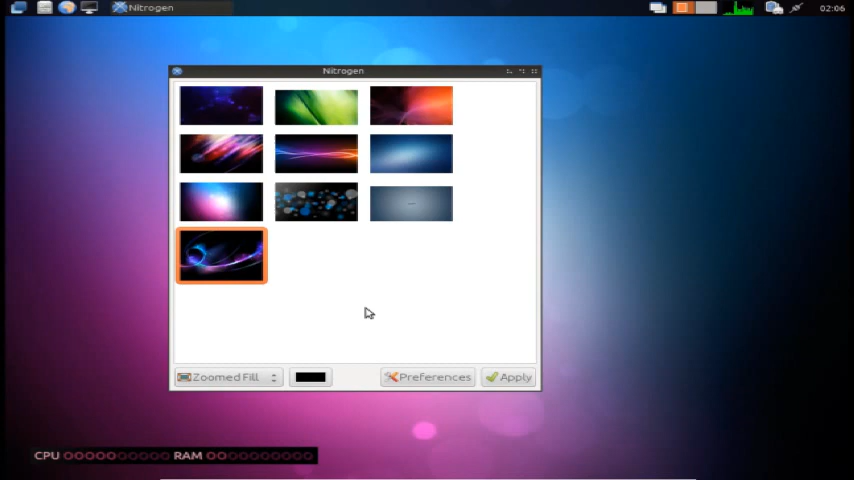 Nitrogen
02:06
Nitrogen
Zoomed Fill
Preferences
Apply
CPU
RAM